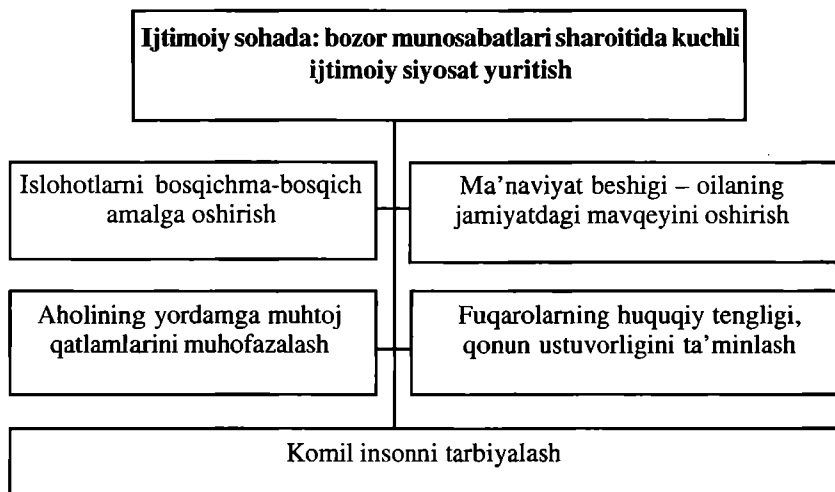 Ijtimoiy sohada: bozor munosabatlari sharoitida kuchli
ijtimoiy siyosat yuritish
Islohotlarni bosqichma-bosqich
amalga oshirish
Ma’naviyat beshigi – oilaning
jamiyatdagi mavqeyini oshirish
Aholining yordamga muhtoj
qatlamlarini muhofazalash
Fuqarolarning huquqiy tengligi,
qonun ustuvorligini ta’minlash
Komil insonni tarbiyalash